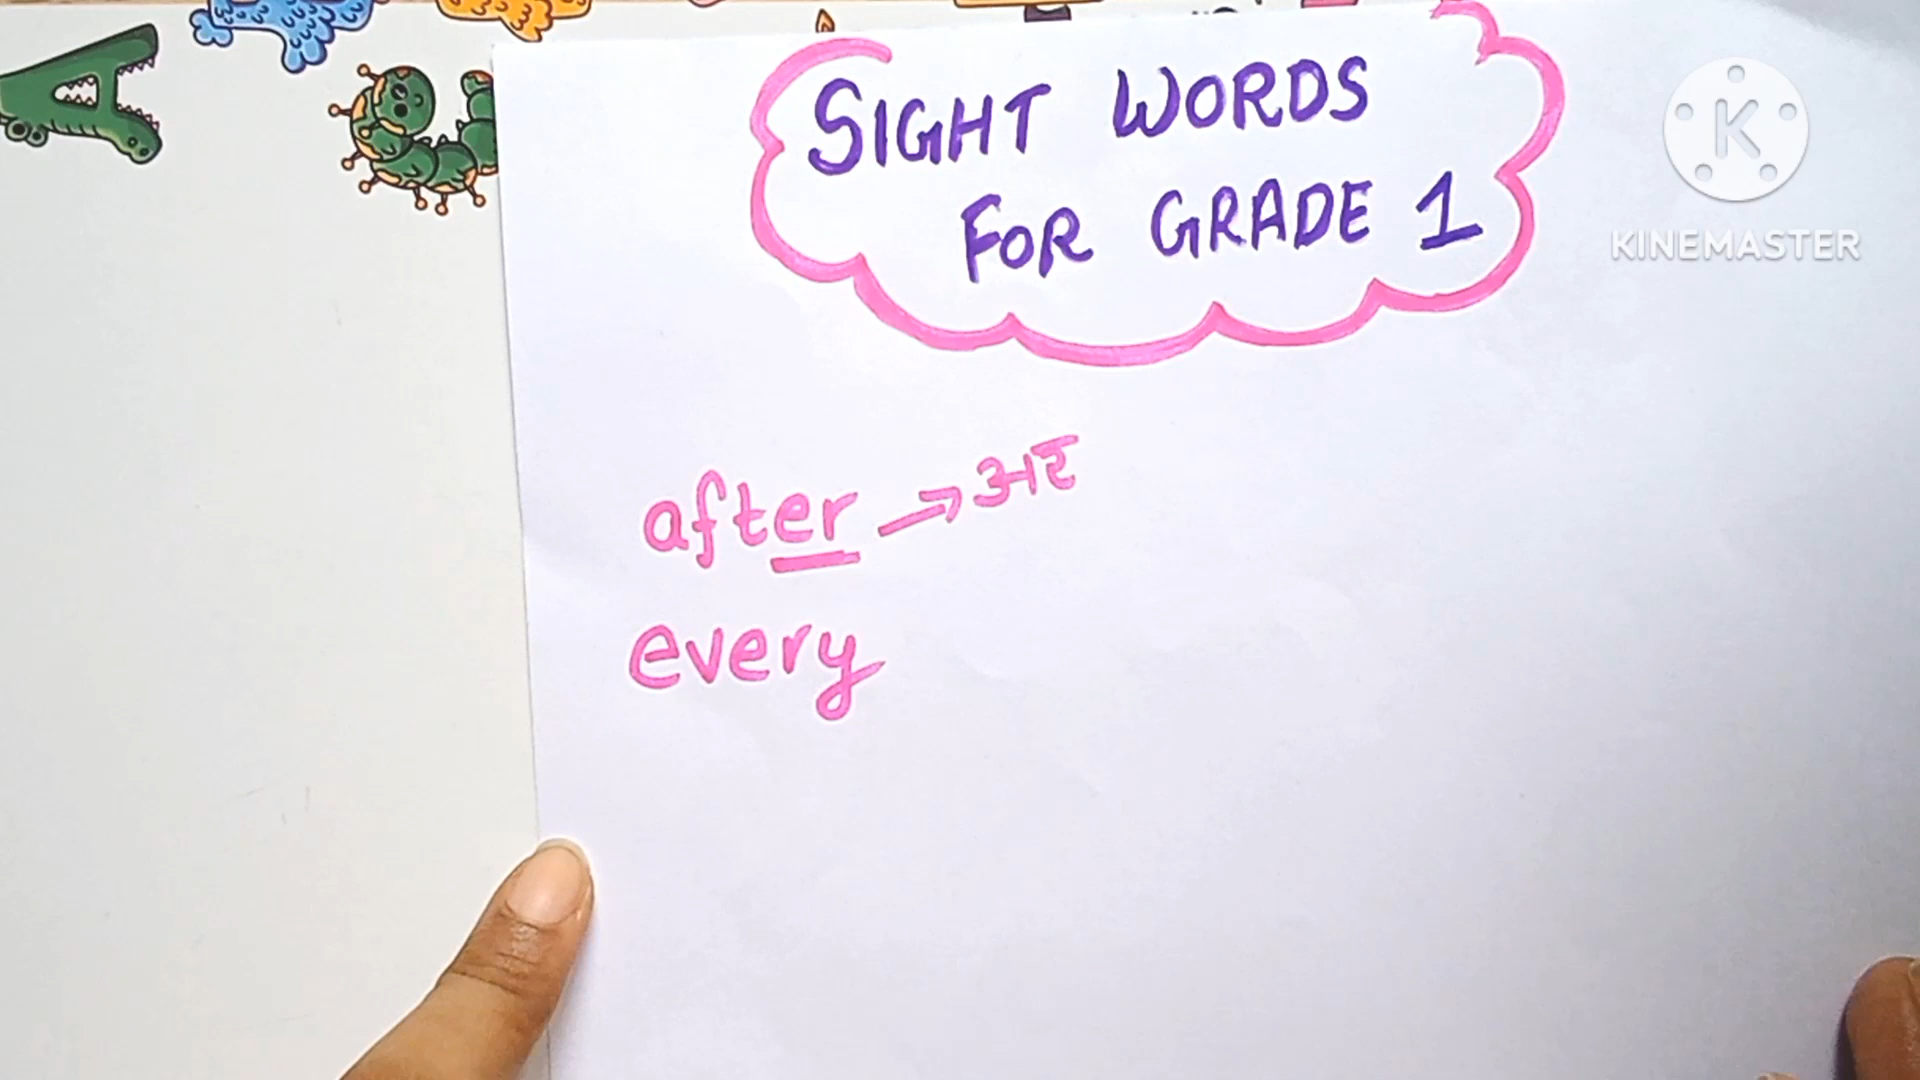 SIGHT WORDS
FOR GRADE 1
K
KINEMASTER
after → अर
every